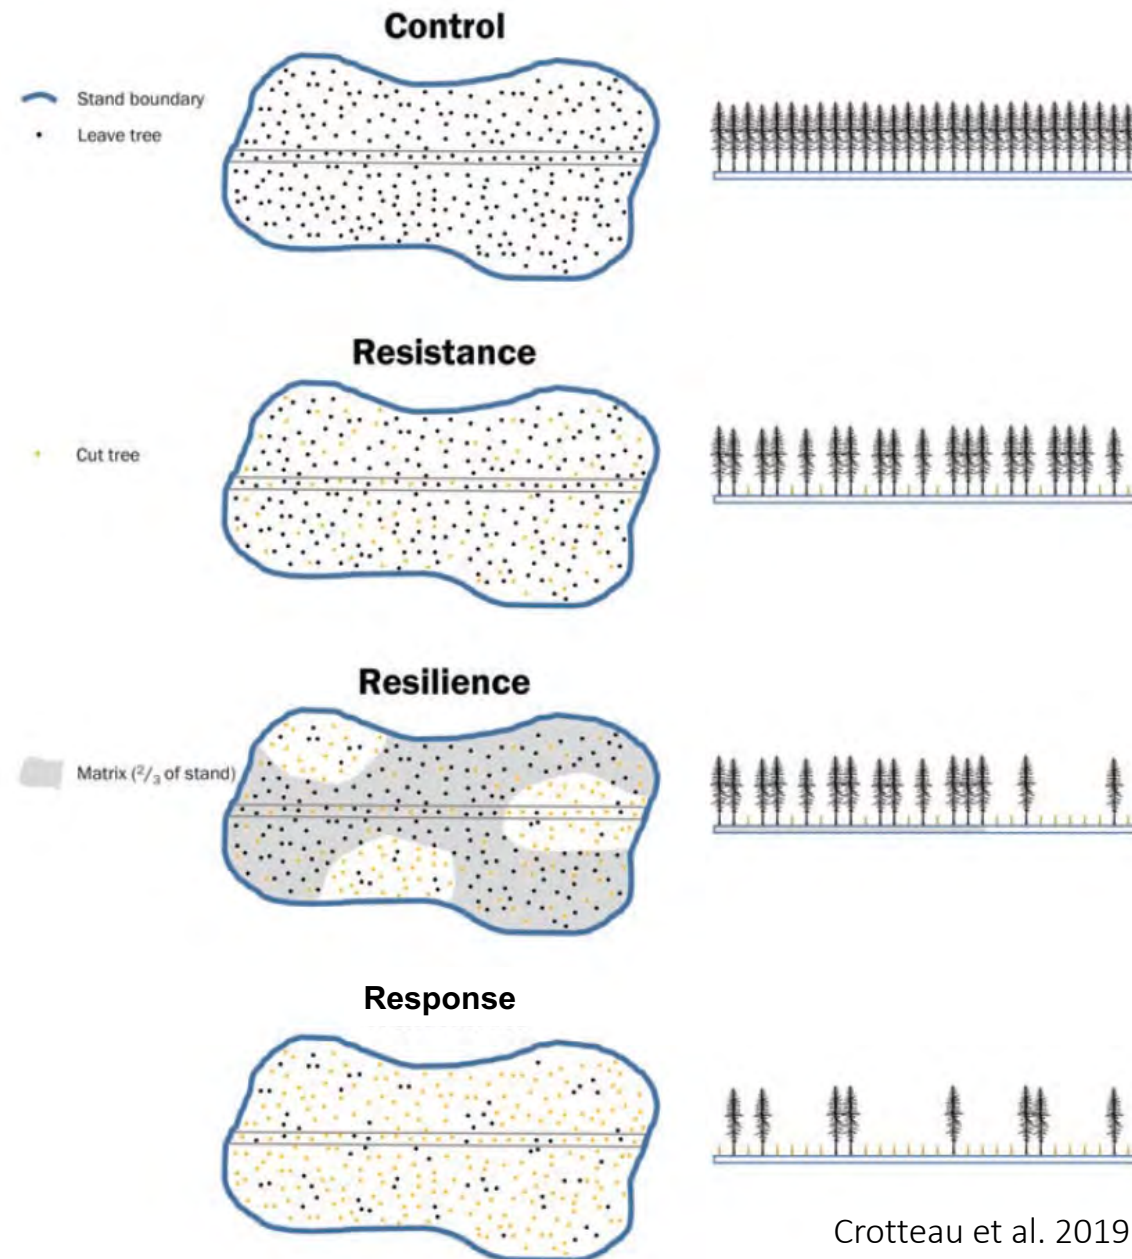 Control
Stand boundary
Leave tree
Resistance
Cut tree
Resilience
Matrix (2/3 of stand)
Response
Crotteau et al. 2019